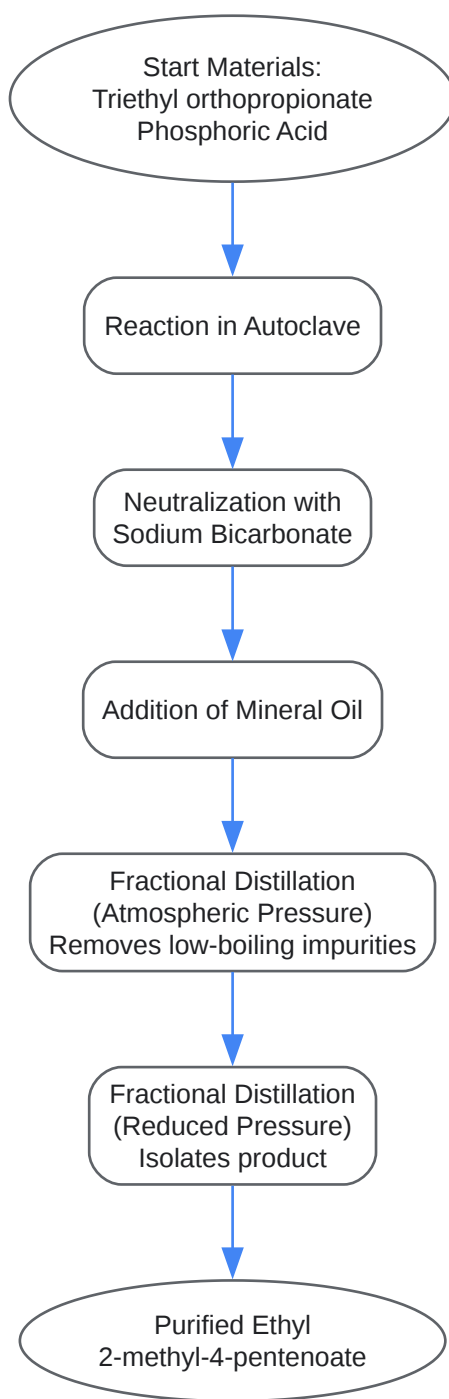 Start Materials:
Triethyl orthopropionate
Phosphoric Acid
Reaction in Autoclave
Neutralization with
Sodium Bicarbonate
Addition of Mineral Oil
Fractional Distillation
(Atmospheric Pressure)
Removes low-boiling impurities
Fractional Distillation
(Reduced Pressure)
Isolates product
Purified Ethyl
2-methyl-4-pentenoate